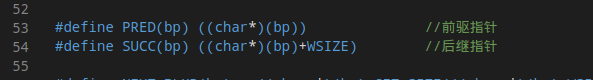 52
53 #define PRED(bp) ((char*)(bp)) //前驱指针
54 #define SUCC(bp) ((char*)(bp)+WSIZE) //后继指针
55